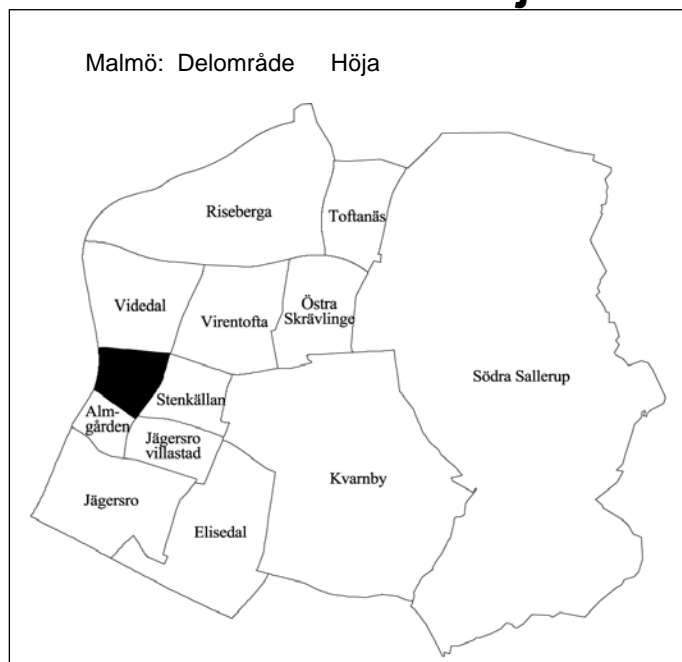 Malmö: Delområde Höja
Riseberga
Toftanäs
Videdal
Virentofta
Östra
Skrävlinge
Södra Sallerup
Stenkällan
Alm-
gården
Jägersro
villastad
Kvarnby
Jägersro
Elisedal